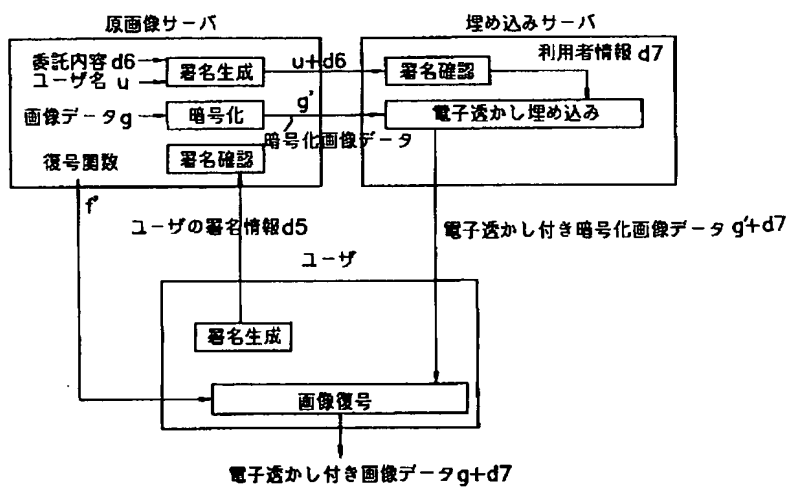 原画像サーバ
埋め込みサーバ
委託内容 d6
ユーザ名 u
署名生成
u+d6
署名確認
利用者情報 d7
画像データg
暗号化
g'
電子透かし埋め込み
暗号化画像データ
復号関数
署名確認
f'
ユーザの署名情報d5
電子透かし付き暗号化画像データ g'+d7
ユーザ
署名生成
画像復号
電子透かし付き画像データg+d7